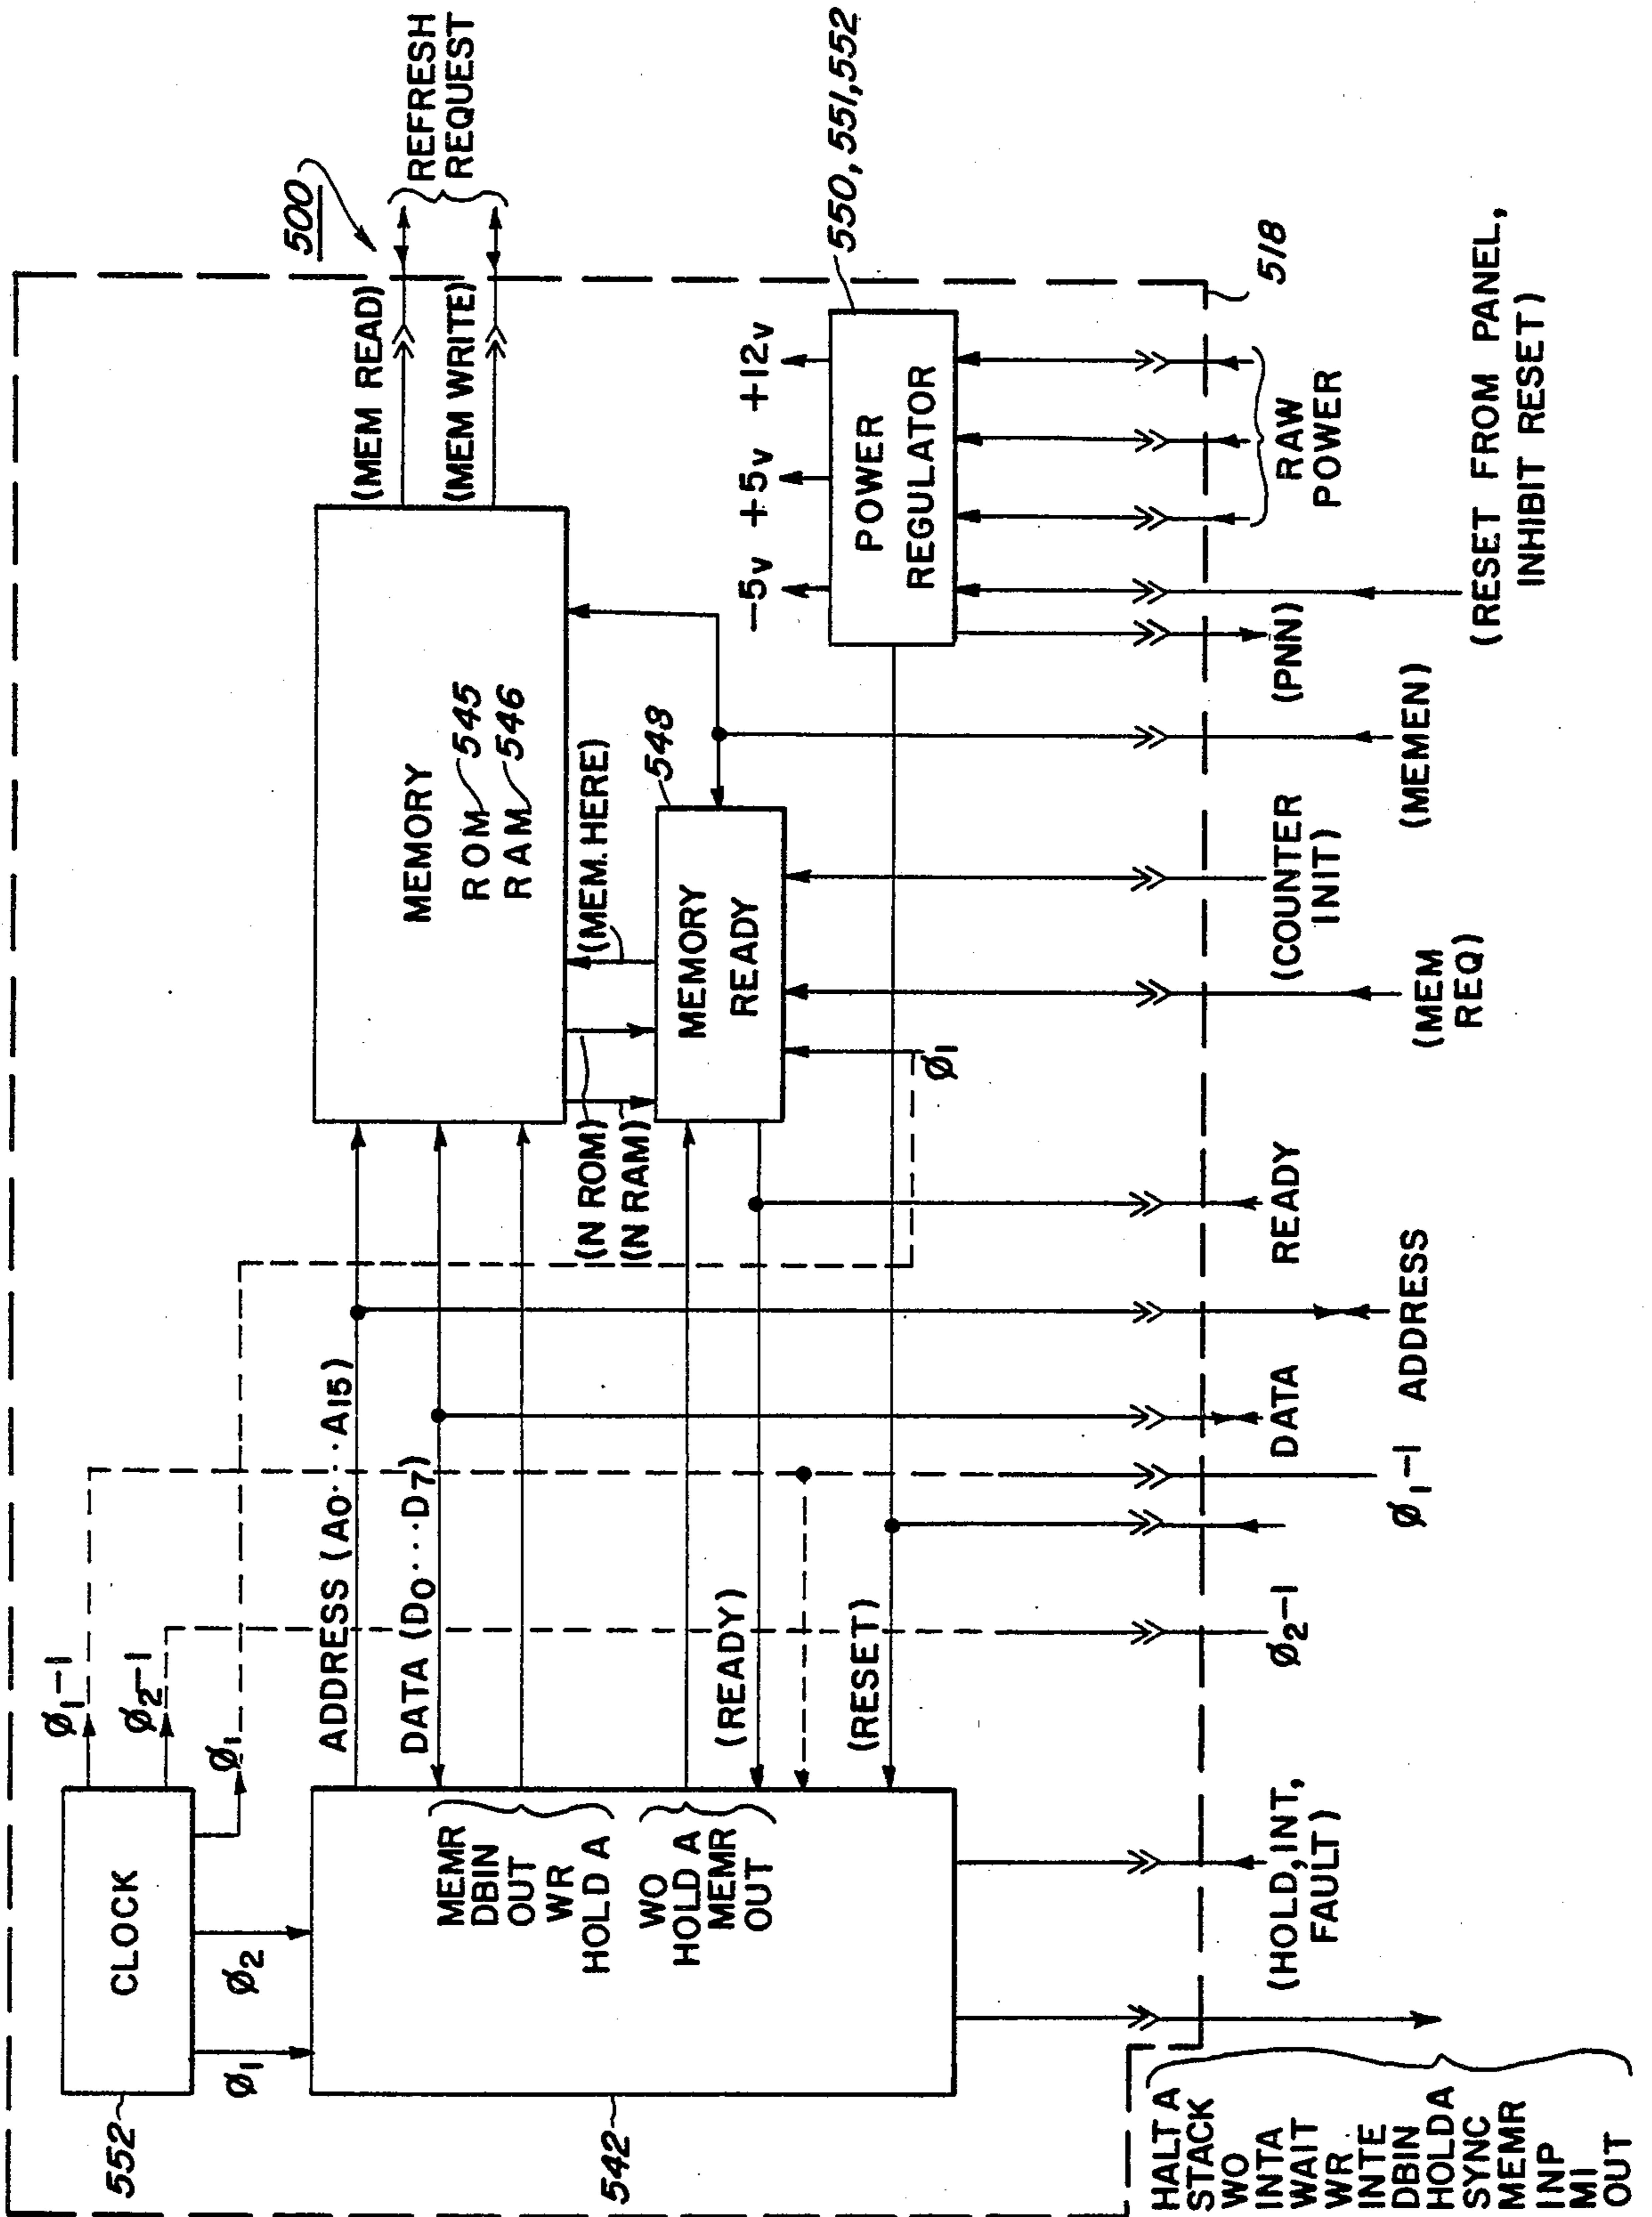 500
REFRESH
REQUEST
(MEM READ)
(MEM WRITE)
552
CLOCK
Ø1
Ø2
Ø1
Ø1-1
Ø2-1
542
ADDRESS (A0···A15)
DATA (D0···D7)
MEMR
DBIN
OUT
WR
HOLD A
WO
HOLD A
MEMR
OUT
(READY)
(RESET)
MEMORY
ROM 545
RAM 546
(N ROM)
(N RAM)
(MEM. HERE)
548
MEMORY
READY
Ø1
-5v +5v +12v
POWER
REGULATOR
550, 551, 552
518
HALT A
STACK
WO
INTA
WAIT
WR
INTE
DBIN
HOLDA
SYNC
MEMR
INP
MI
OUT
(HOLD, INT,
FAULT)
Ø2-1
Ø1-1
DATA
ADDRESS
READY
(MEM
REQ)
(COUNTER
INIT)
(MEMEN)
(PNN)
RAW
POWER
(RESET FROM PANEL,
INHIBIT RESET)